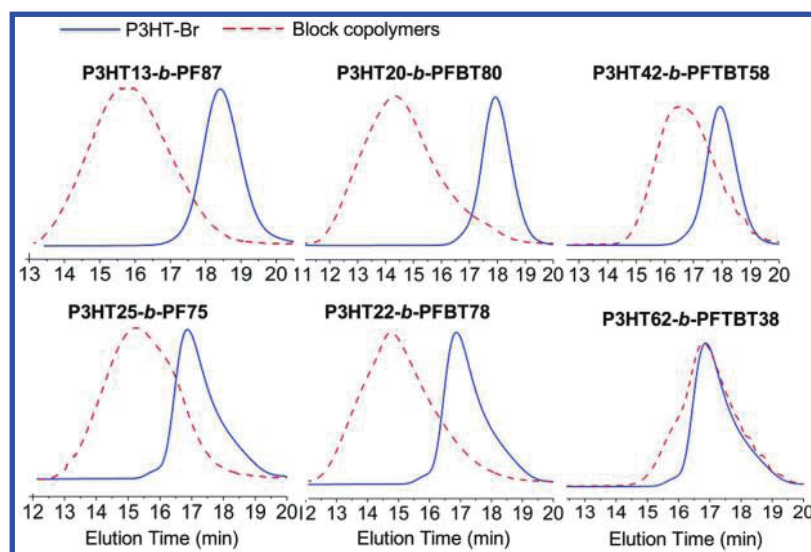 P3HT-Br Block copolymers
P3HT13-b-PF87 P3HT20-b-PFBT80 P3HT42-b-PFTBT58
13 14 15 16 17 18 19 20 11 12 13 14 15 16 17 18 19 20 13 14 15 16 17 18 19 20
P3HT25-b-PF75 P3HT22-b-PFBT78 P3HT62-b-PFTBT38
12 13 14 15 16 17 18 19 20 12 13 14 15 16 17 18 19 20 13 14 15 16 17 18 19 20
Elution Time (min) Elution Time (min) Elution Time (min)